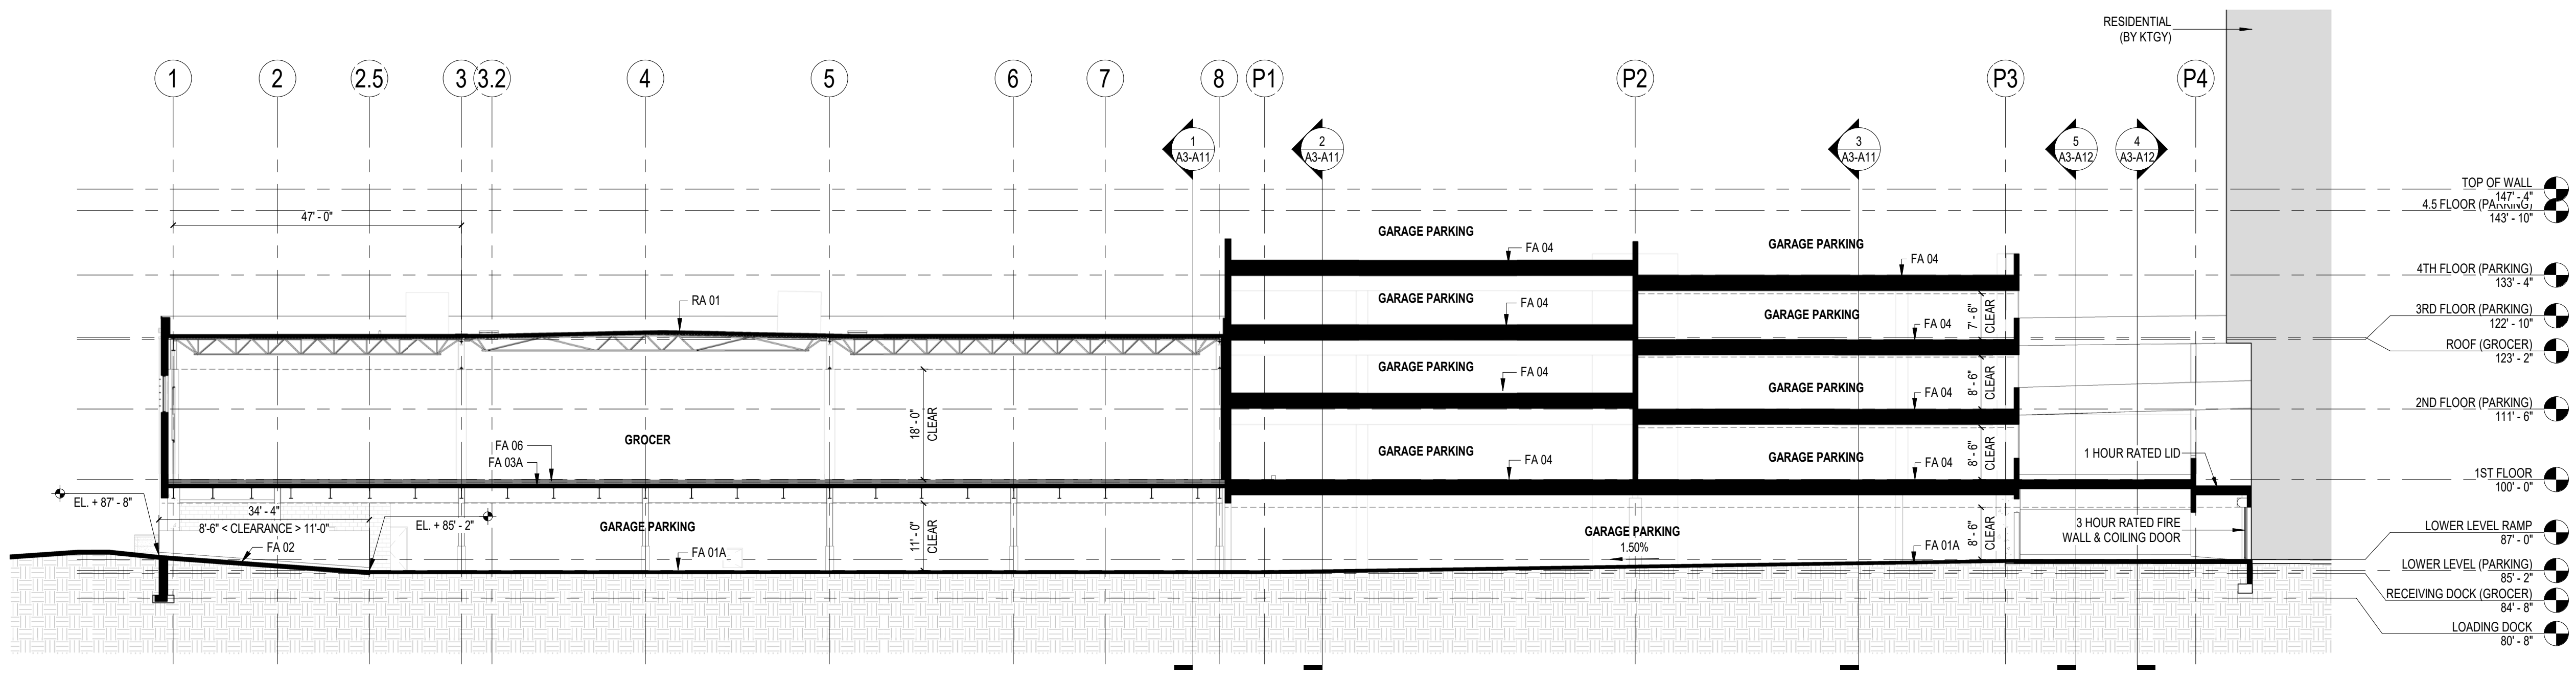 RESIDENTIAL
(BY KTGY)
1
2
2.5
3
3.2
4
5
6
7
8
P1
P2
P3
P4
1
A3-A11
2
A3-A11
3
A3-A11
5
A3-A12
4
A3-A12
TOP OF WALL
147' - 4"
4.5 FLOOR (PARKING)
143' - 10"
47' - 0"
GARAGE PARKING
FA 04
GARAGE PARKING
FA 04
4TH FLOOR (PARKING)
133' - 4"
RA 01
GARAGE PARKING
FA 04
GARAGE PARKING
FA 04
7' - 6"
CLEAR
3RD FLOOR (PARKING)
122' - 10"
ROOF (GROCER)
123' - 2"
GARAGE PARKING
FA 04
GARAGE PARKING
FA 04
8' - 6"
CLEAR
2ND FLOOR (PARKING)
111' - 6"
18' - 0"
CLEAR
GROCER
FA 06
FA 03A
GARAGE PARKING
FA 04
GARAGE PARKING
FA 04
8' - 6"
CLEAR
1 HOUR RATED LID
1ST FLOOR
100' - 0"
EL. + 87' - 8"
34' - 4"
8'-6" < CLEARANCE > 11'-0"
FA 02
EL. + 85' - 2"
GARAGE PARKING
FA 01A
11' - 0"
CLEAR
GARAGE PARKING
1.50%
FA 01A
8' - 6"
CLEAR
3 HOUR RATED FIRE
WALL & COILING DOOR
LOWER LEVEL RAMP
87' - 0"
LOWER LEVEL (PARKING)
85' - 2"
RECEIVING DOCK (GROCER)
84' - 8"
LOADING DOCK
80' - 8"